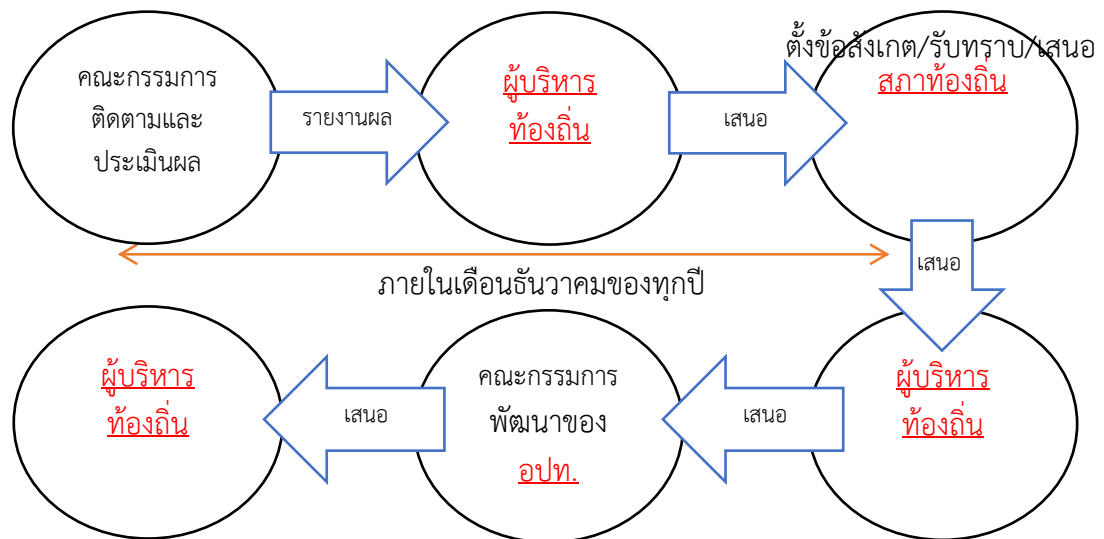 คณะกรรมการ
ติดตามและ
ประเมินผล
รายงานผล
ผู้บริหาร
ท้องถิ่น
เสนอ
ตั้งข้อสังเกต/รับทราบ/เสนอ
สภาท้องถิ่น
เสนอ
ภายในเดือนธันวาคมของทุกปี
ผู้บริหาร
ท้องถิ่น
เสนอ
คณะกรรมการ
พัฒนาของ
อปท.
เสนอ
ผู้บริหาร
ท้องถิ่น